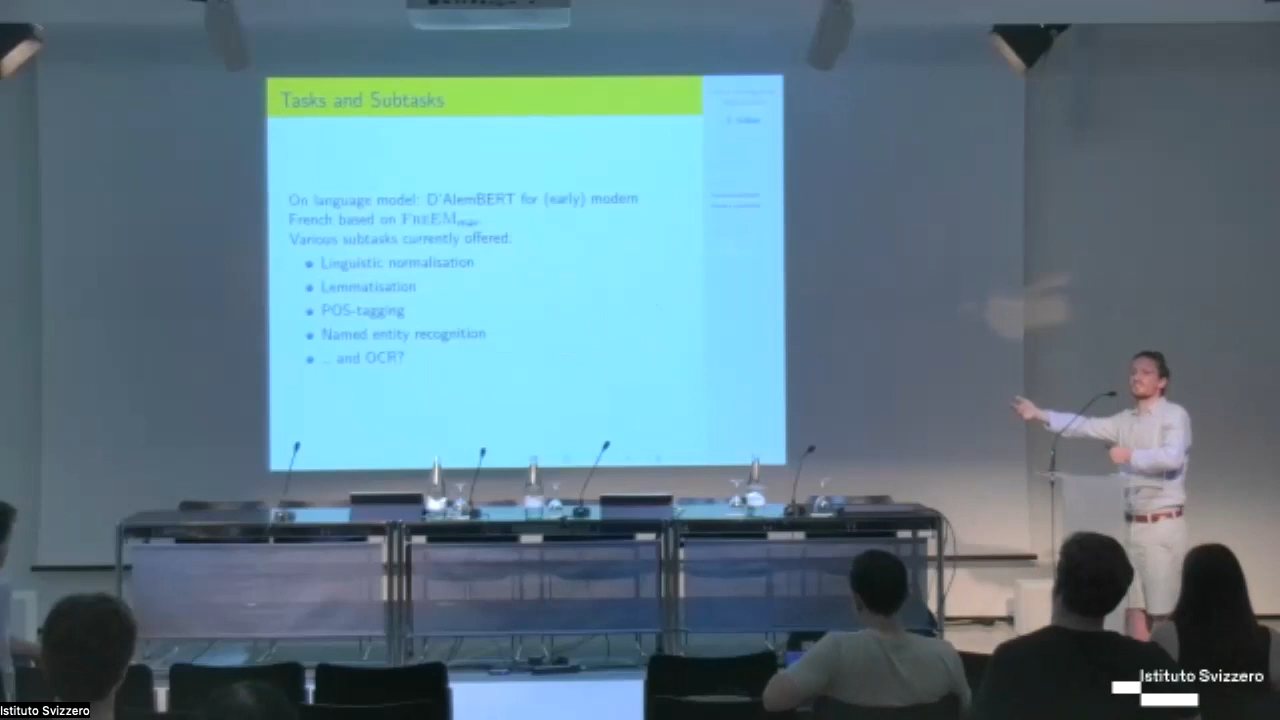 Tasks and Subtasks
On language model: D'AlemBERT for (early) modern
French based on FREEMmax.
Various subtasks currently offered.
Linguistic normalisation
Lemmatisation
POS-tagging
Named entity recognition
... and OCR?
Istituto Svizzero
Istituto Svizzero